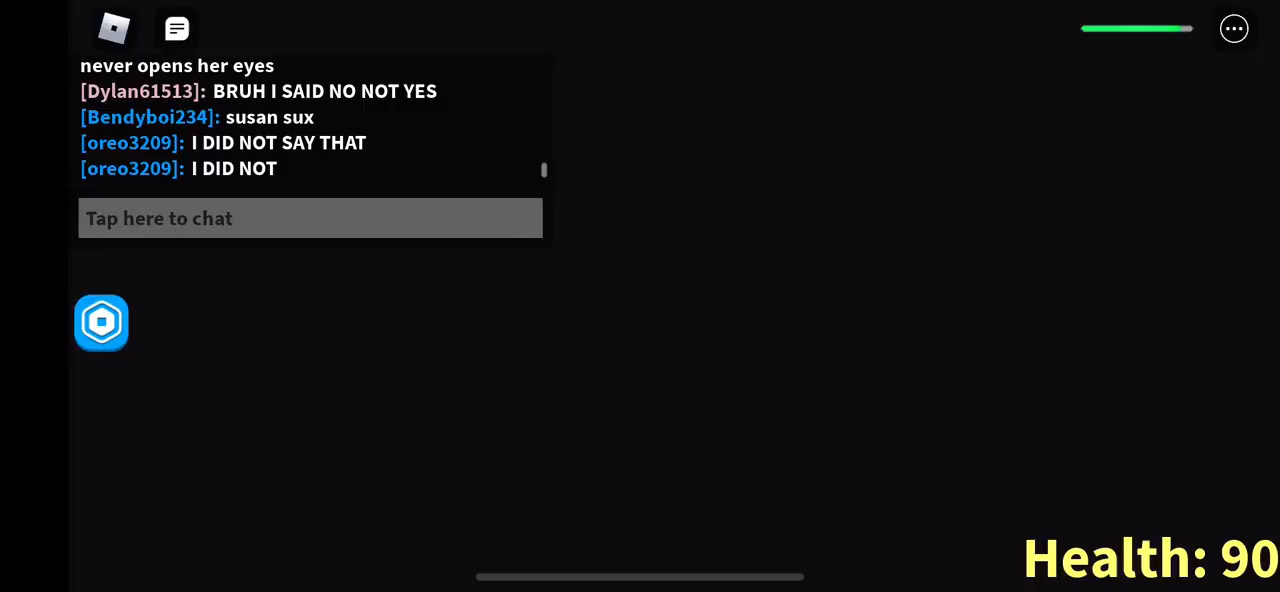 never opens her eyes
[Dylan61513]: BRUH I SAID NO NOT YES
[Bendyboi234]: susan sux
[oreo3209]: I DID NOT SAY THAT
[oreo3209]: I DID NOT
Tap here to chat
Health: 90